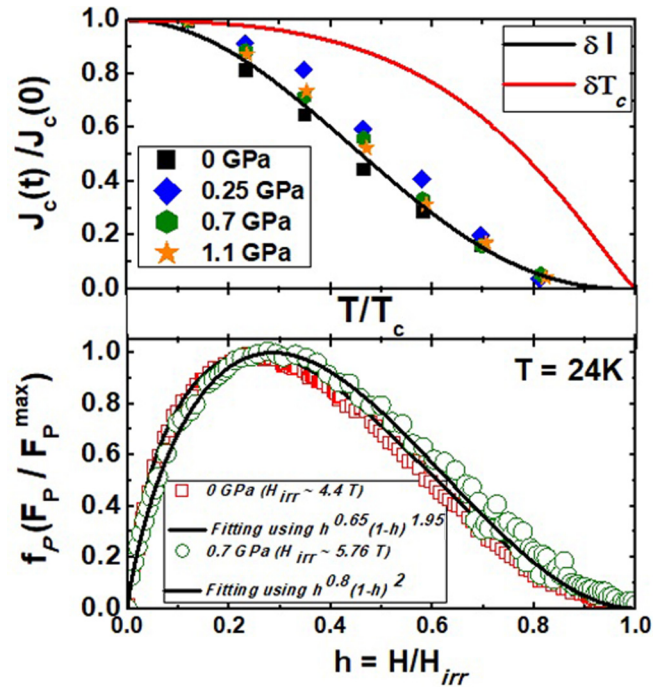 J_c(t) / J_c(0)
1.0
0.8
0.6
0.4
0.2
0.0
δ l
δT_c
0 GPa
0.25 GPa
0.7 GPa
1.1 GPa
T/T_c
f_P (F_P / F_P^max)
1.0
0.8
0.6
0.4
0.2
0.0
T = 24K
0 GPa (H_irr ~ 4.4 T)
Fitting using h^0.65 (1-h)^1.95
0.7 GPa (H_irr ~ 5.76 T)
Fitting using h^0.8 (1-h)^2
0.0 0.2 0.4 0.6 0.8 1.0
h = H/H_irr